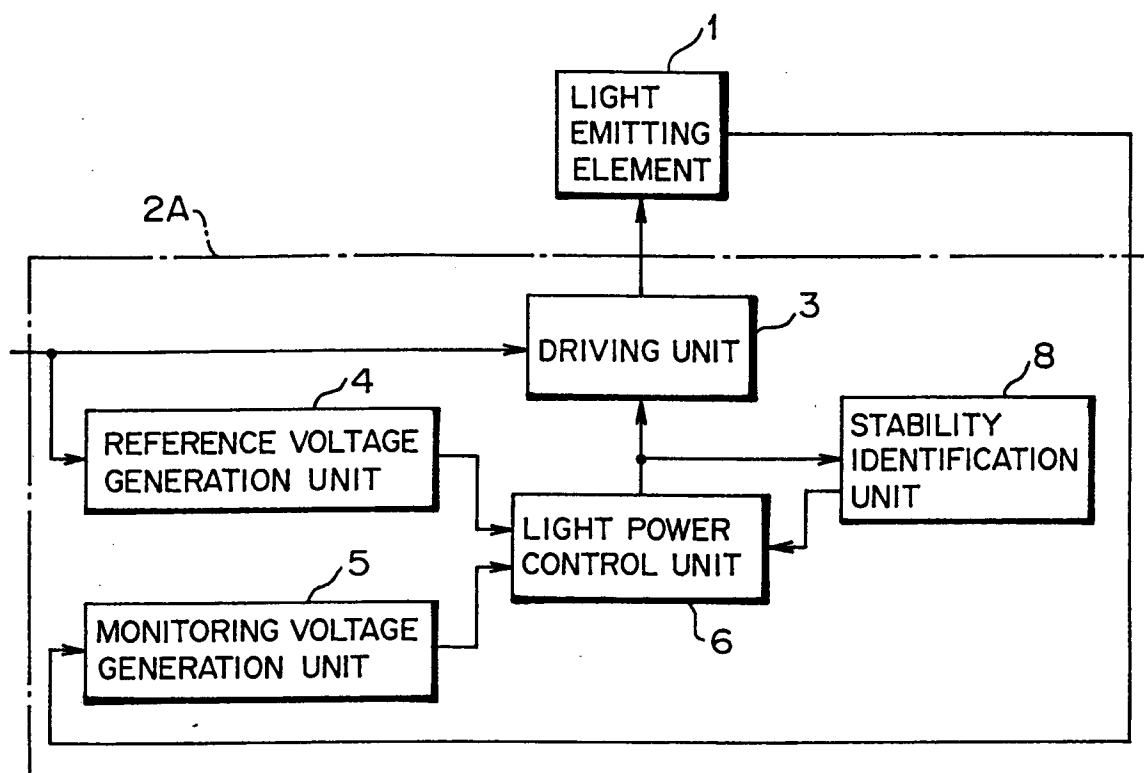 1
LIGHT
EMITTING
ELEMENT
2A
3
DRIVING UNIT
4
REFERENCE VOLTAGE
GENERATION UNIT
8
STABILITY
IDENTIFICATION
UNIT
LIGHT POWER
CONTROL UNIT
6
5
MONITORING VOLTAGE
GENERATION UNIT